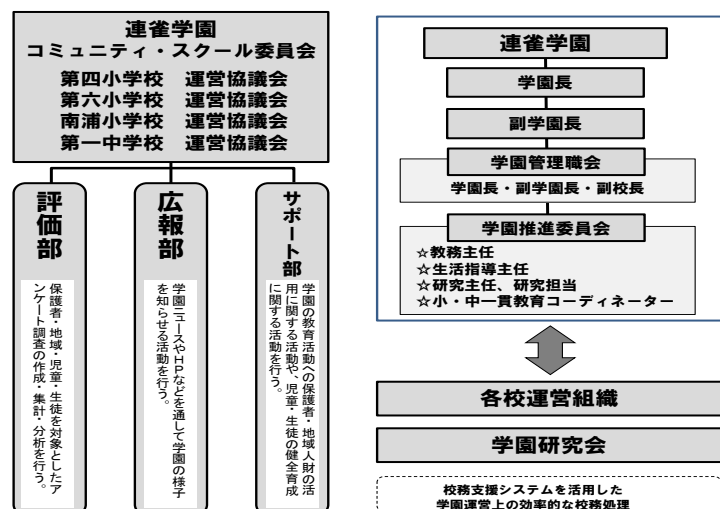 連雀学園
コミュニティ・スクール委員会
第四小学校 運営協議会
第六小学校 運営協議会
南浦小学校 運営協議会
第一中学校 運営協議会
評価部
保護者・地域・児童・生徒を対象としたア
ンケート調査の作成・集計・分析を行う。
広報部
学園ニュースやHPなどを通して学園の様子
を知らせる活動を行う。
サポート部
学園の教育活動への保護者・地域人財の活
用に関する活動や、児童・生徒の健全育成
に関する活動を行う。
連雀学園
学園長
副学園長
学園管理職会
学園長・副学園長・副校長
学園推進委員会
☆教務主任
☆生活指導主任
☆研究主任、研究担当
☆小・中一貫教育コーディネーター
各校運営組織
学園研究会
校務支援システムを活用した
学園運営上の効率的な校務処理